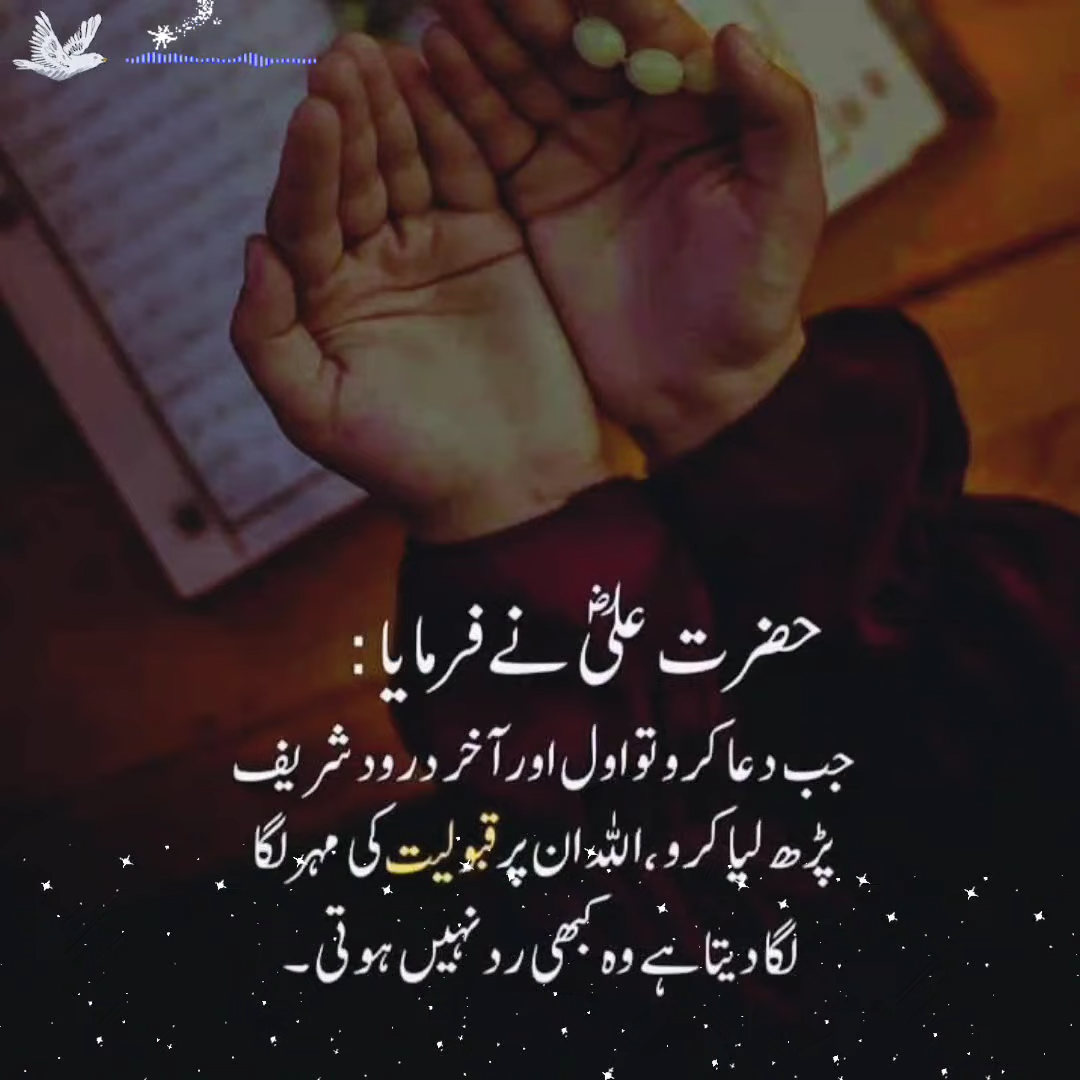 حضرت علیؓ نے فرمایا :
جب دعا کرو تو اول اور آخر درود شریف
پڑھ لیا کرو، اللہ ان پر قبولیت کی مہر لگا
لگا دیتا ہے وہ کبھی رد نہیں ہوتی۔